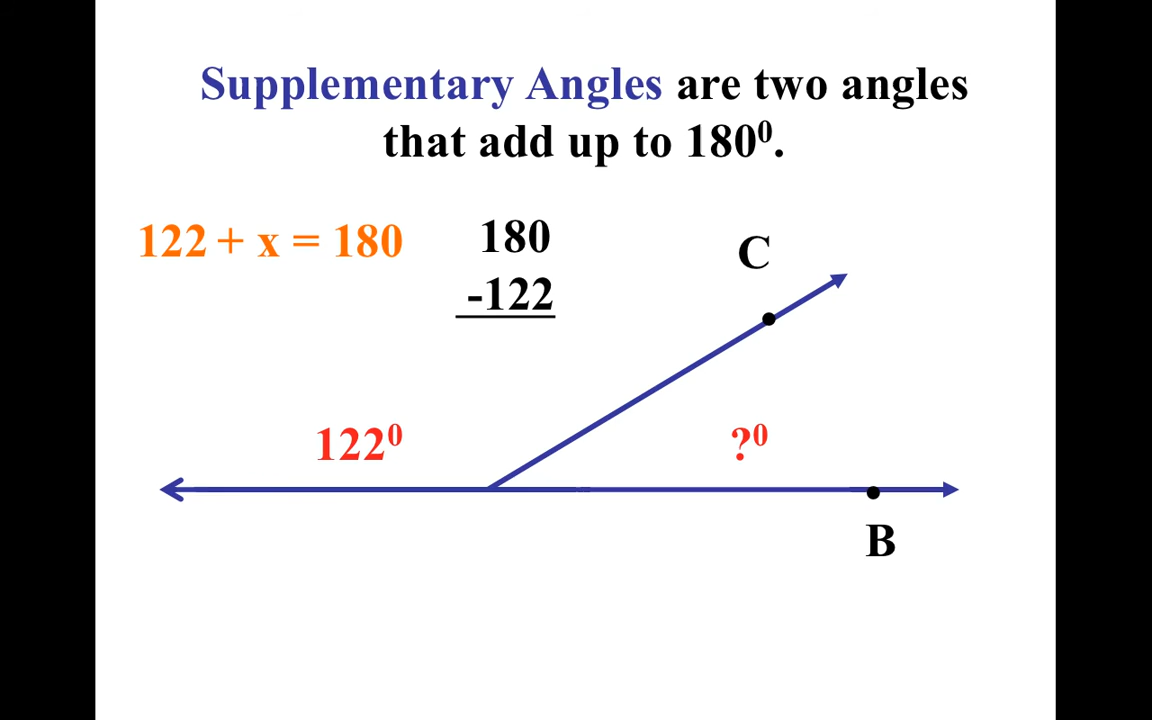 Supplementary Angles are two angles
that add up to 180⁰.
122 + x = 180
180
-122
C
122⁰
?⁰
B